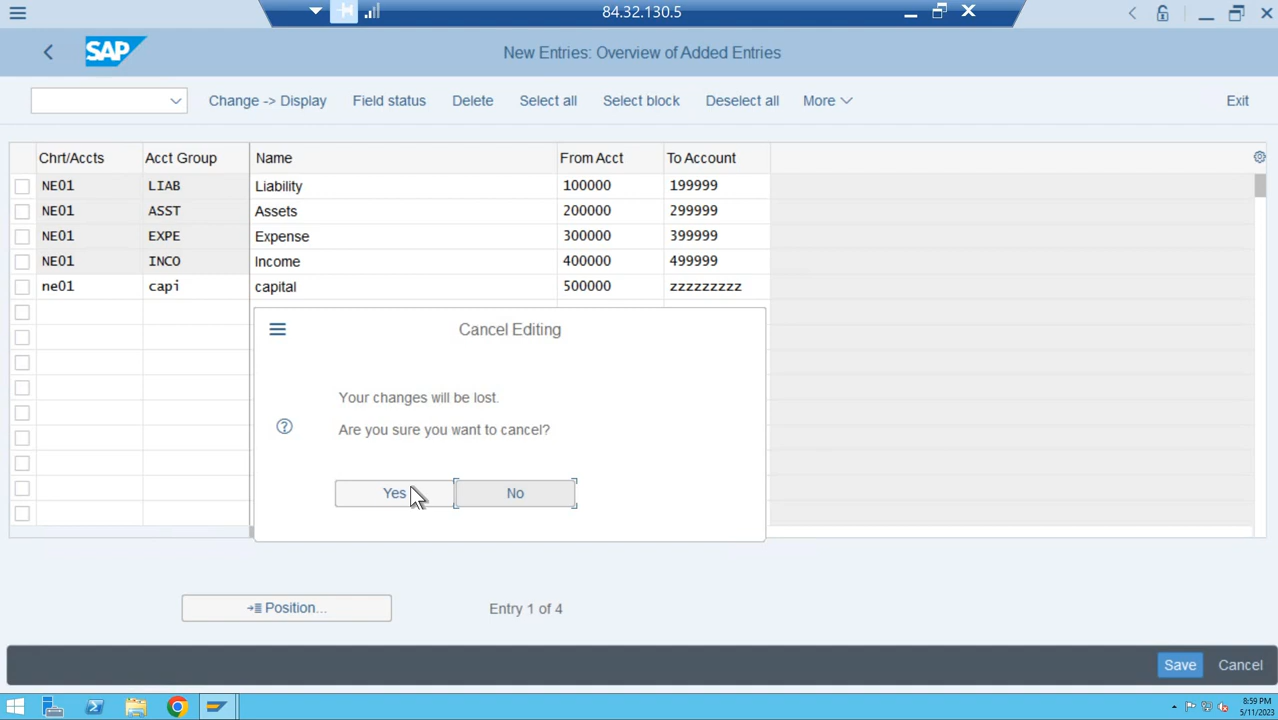 84.32.130.5
SAP
New Entries: Overview of Added Entries
Change -> Display Field status Delete Select all Select block Deselect all More Exit
Chrt/Accts Acct Group Name From Acct To Account
NE01 LIAB Liability 100000 199999
NE01 ASST Assets 200000 299999
NE01 EXPE Expense 300000 399999
NE01 INCO Income 400000 499999
ne01 capi capital 500000 zzzzzzzzz
Cancel Editing
Your changes will be lost.
Are you sure you want to cancel?
Yes No
Position... Entry 1 of 4
Save Cancel
8:59 PM
5/11/2023